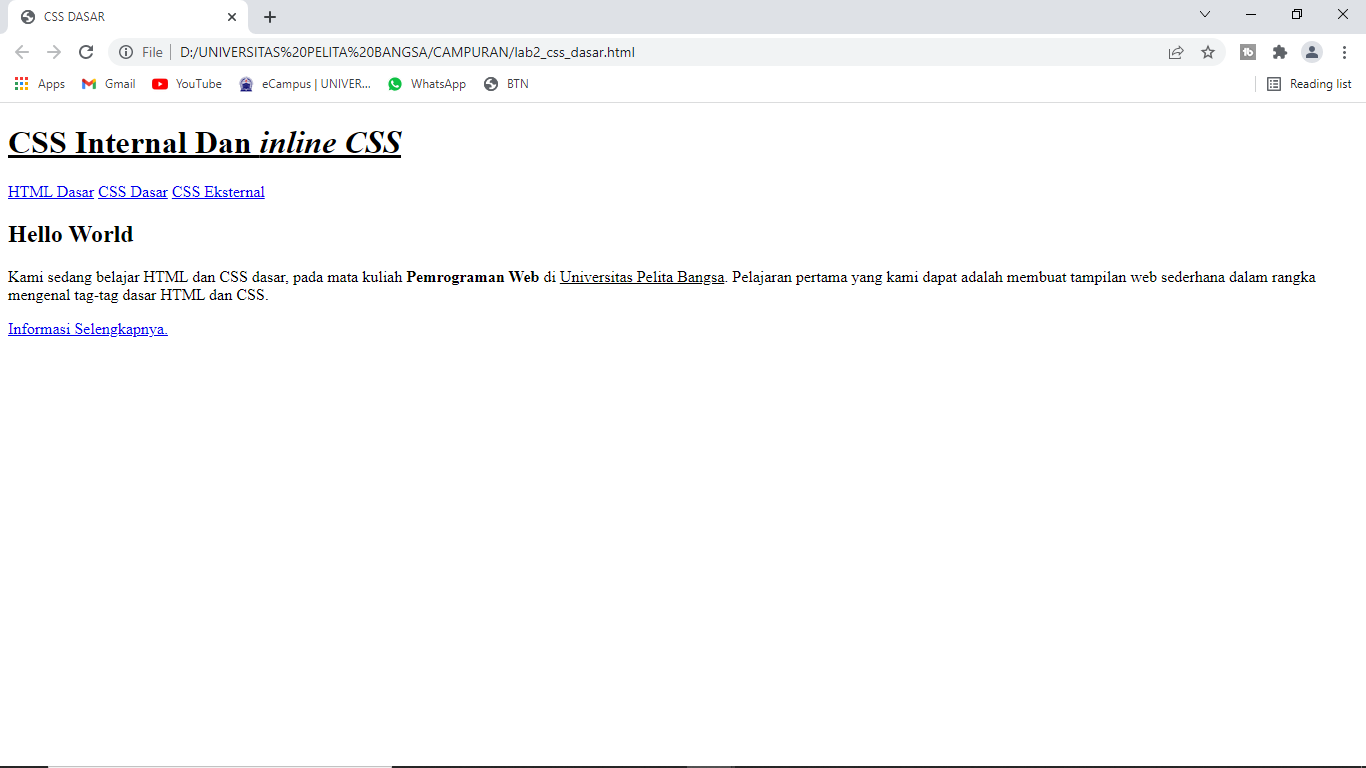 CSS DASAR
File
D:/UNIVERSITAS%20PELITA%20BANGSA/CAMPURAN/lab2_css_dasar.html
Apps Gmail YouTube eCampus | UNIVER... WhatsApp BTN Reading list
CSS Internal Dan inline CSS
HTML Dasar CSS Dasar CSS Eksternal
Hello World
Kami sedang belajar HTML dan CSS dasar, pada mata kuliah Pemrograman Web di Universitas Pelita Bangsa. Pelajaran pertama yang kami dapat adalah membuat tampilan web sederhana dalam rangka
mengenal tag-tag dasar HTML dan CSS.
Informasi Selengkapnya.